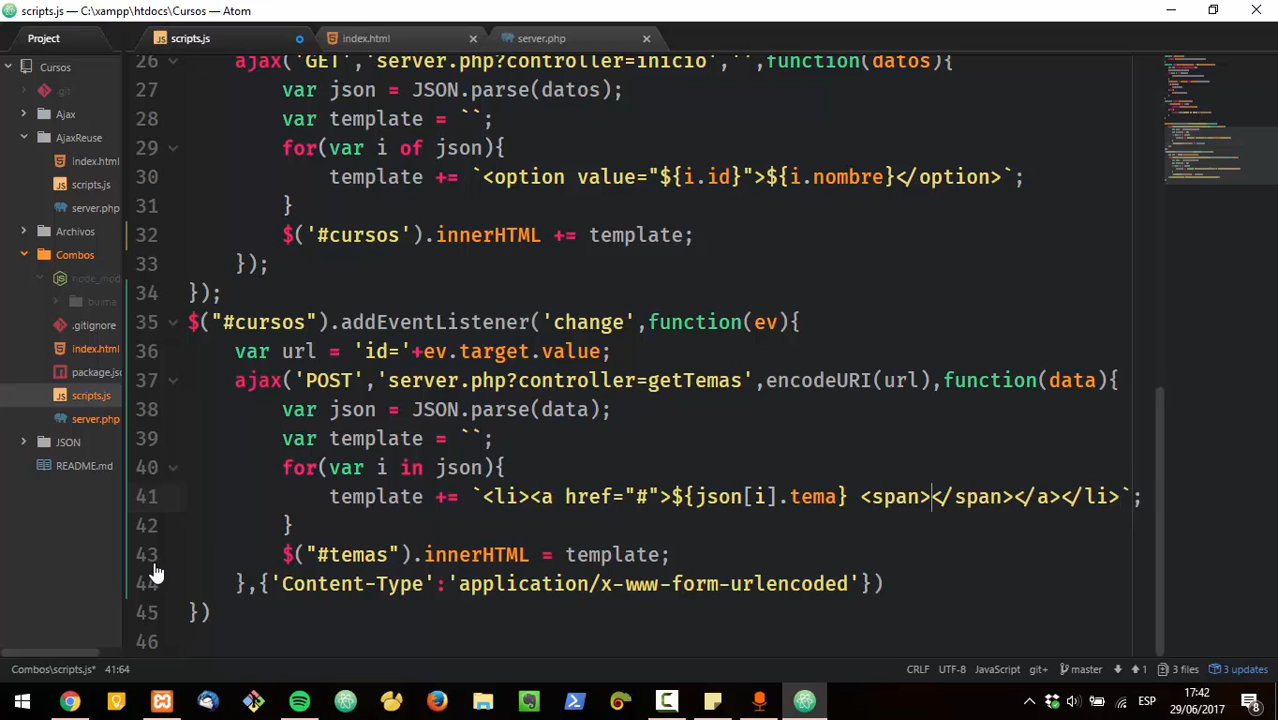 scripts.js — C:\xampp\htdocs\Cursos — Atom
Project
scripts.js
index.html
server.php
Cursos
.git
Ajax
AjaxReuse
index.html
scripts.js
server.php
Archivos
Combos
node_mod
buima
.gitignore
index.html
package.jsc
scripts.js
server.php
JSON
README.md
26 ajax('GET','server.php?controller=inicio',``,function(datos){
27 var json = JSON.parse(datos);
28 var template = ``;
29 for(var i of json){
30 template += `<option value="${i.id}">${i.nombre}</option>`;
31 }
32 $('#cursos').innerHTML += template;
33 });
34 });
35 $("#cursos").addEventListener('change',function(ev){
36 var url = 'id='+ev.target.value;
37 ajax('POST','server.php?controller=getTemas',encodeURI(url),function(data){
38 var json = JSON.parse(data);
39 var template = ``;
40 for(var i in json){
41 template += `<li><a href="#">${json[i].tema} <span></span></a></li>`;
42 }
43 $("#temas").innerHTML = template;
44 },{'Content-Type':'application/x-www-form-urlencoded'})
45 })
46
Combos\scripts.js* 41:64
CRLF UTF-8 JavaScript git+ master 1 3 files 3 updates
ESP
17:42
29/06/2017
8